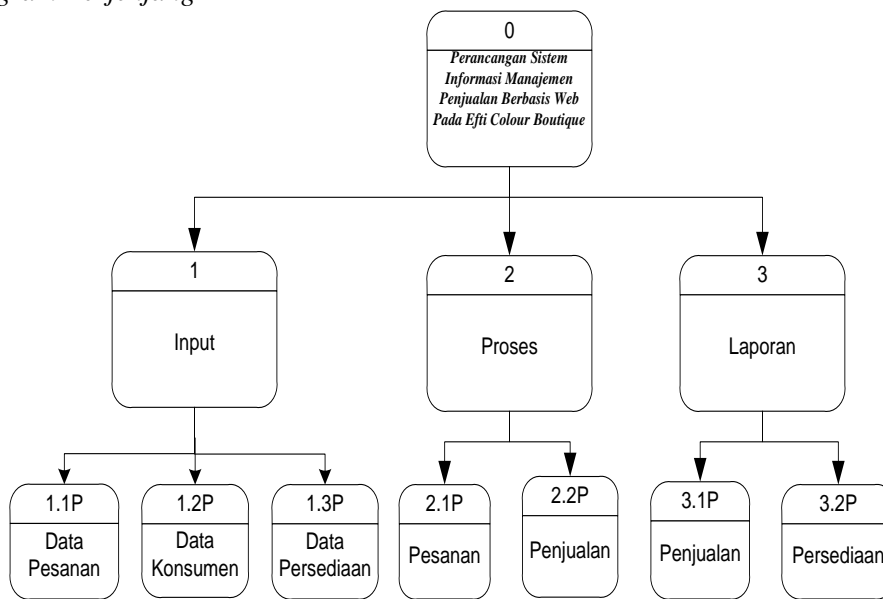 0
Perancangan Sistem
Informasi Manajemen
Penjualan Berbasis Web
Pada Efti Colour Boutique
1
2
3
Input
Proses
Laporan
1.1P
1.2P
1.3P
2.1P
2.2P
3.1P
3.2P
Data
Pesanan
Data
Konsumen
Data
Persediaan
Pesanan
Penjualan
Penjualan
Persediaan